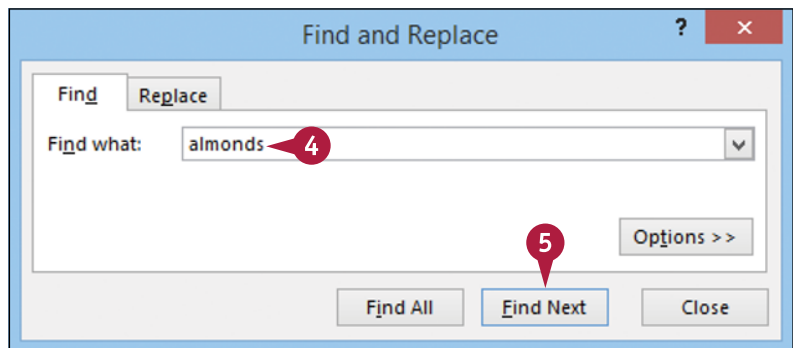 Find and Replace ? ×
Find Replace
Find what: almonds 4
Options >>
5
Find All Find Next Close